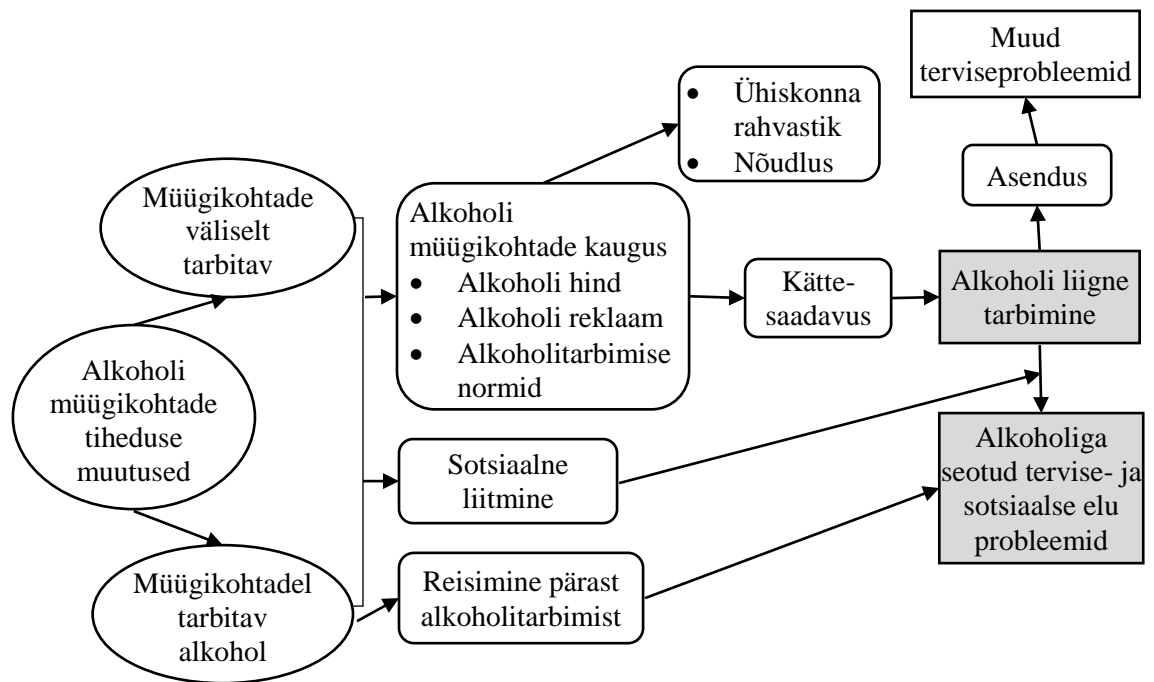 Muud
terviseprobleemid
Ühiskonna
rahvastik
Nõudlus
Asendus
Müügikohtade
väliselt
tarbitav
Alkoholi
müügikohtade kaugus
Alkoholi hind
Alkoholi reklaam
Alkoholitarbimise
normid
Kätte-
saadavus
Alkoholi liigne
tarbimine
Alkoholi
müügikohtade
tiheduse
muutused
Sotsiaalne
liitmine
Alkoholiga
seotud tervise- ja
sotsiaalse elu
probleemid
Müügikohtadel
tarbitav
alkohol
Reisimine pärast
alkoholitarbimist